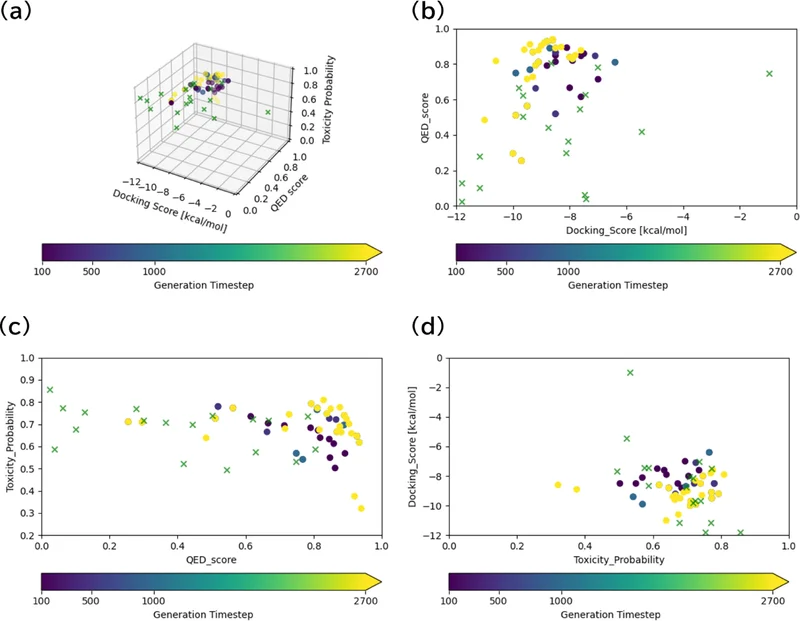 (a)
1.0
0.8
0.6
0.4
0.2
0.0
Toxicity Probability
1.0
0.8
0.6
0.4
0.2
0.0
QED score
−12 −10 −8 −6 −4 −2 0
Docking Score [kcal/mol]
100 500 1000 2700
Generation Timestep
(b)
1.0
0.8
0.6
0.4
0.2
0.0
QED_score
−12 −10 −8 −6 −4 −2 0
Docking_Score [kcal/mol]
100 500 1000 2700
Generation Timestep
(c)
1.0
0.9
0.8
0.7
0.6
0.5
0.4
0.3
0.2
Toxicity_Probability
0.0 0.2 0.4 0.6 0.8 1.0
QED_score
100 500 1000 2700
Generation Timestep
(d)
0
−2
−4
−6
−8
−10
−12
Docking_Score [kcal/mol]
0.0 0.2 0.4 0.6 0.8 1.0
Toxicity_Probability
100 500 1000 2700
Generation Timestep